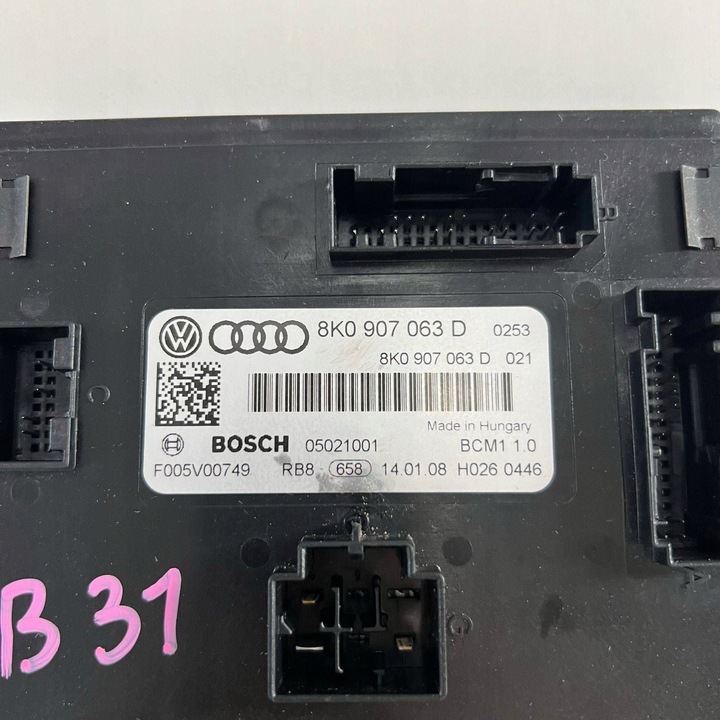 B
8K0 907 063 D 0253
8K0 907 063 D 021
C
Made in Hungary
BOSCH 05021001 BCM1 1.0
F005V00749 RB8 - 658 14.01.08 H026 0446
A
G
B 31